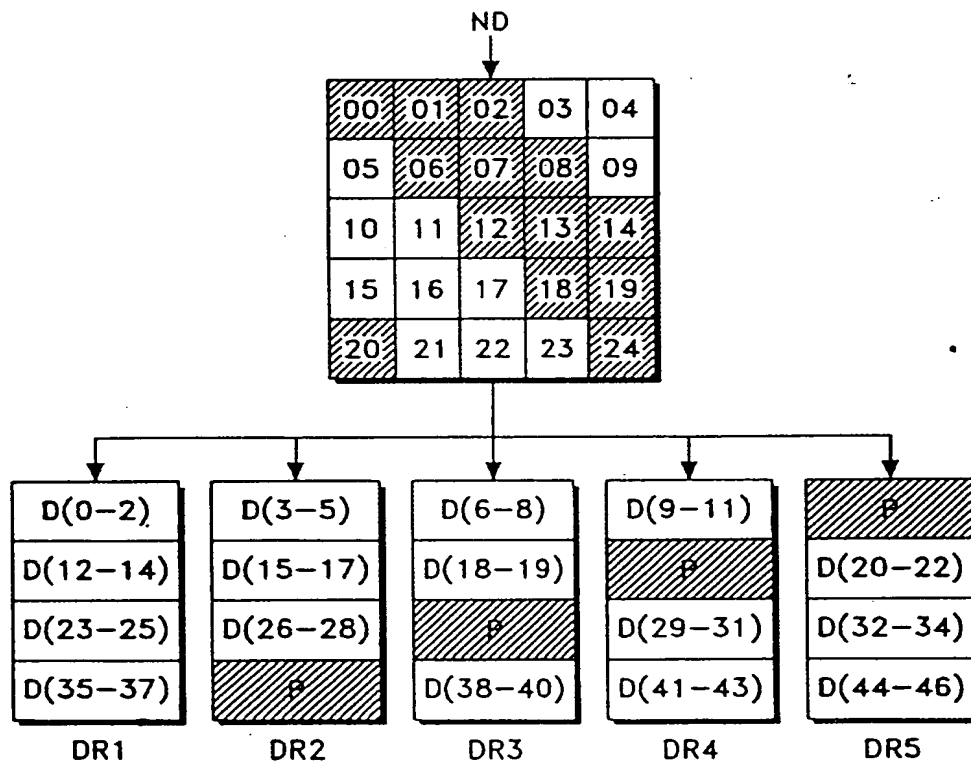 ND
00 01 02 03 04
05 06 07 08 09
10 11 12 13 14
15 16 17 18 19
20 21 22 23 24
D(0-2) D(3-5) D(6-8) D(9-11) P
D(12-14) D(15-17) D(18-19) P D(20-22)
D(23-25) D(26-28) P D(29-31) D(32-34)
D(35-37) P D(38-40) D(41-43) D(44-46)
DR1 DR2 DR3 DR4 DR5